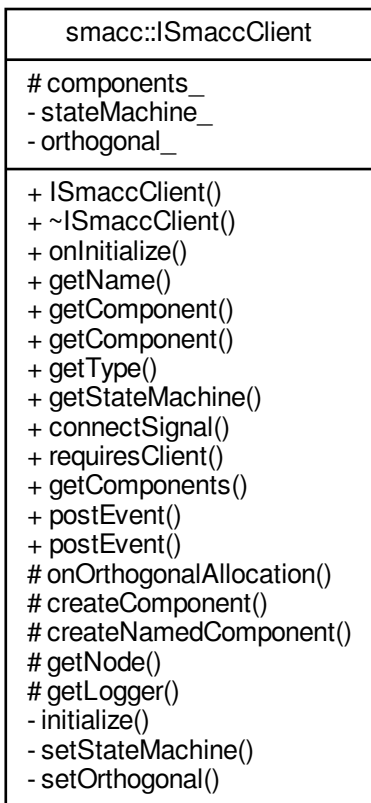 smacc::ISmaccClient
# components_
- stateMachine_
- orthogonal_
+ ISmaccClient()
+ ~ISmaccClient()
+ onInitialize()
+ getName()
+ getComponent()
+ getComponent()
+ getType()
+ getStateMachine()
+ connectSignal()
+ requiresClient()
+ getComponents()
+ postEvent()
+ postEvent()
# onOrthogonalAllocation()
# createComponent()
# createNamedComponent()
# getNode()
# getLogger()
- initialize()
- setStateMachine()
- setOrthogonal()